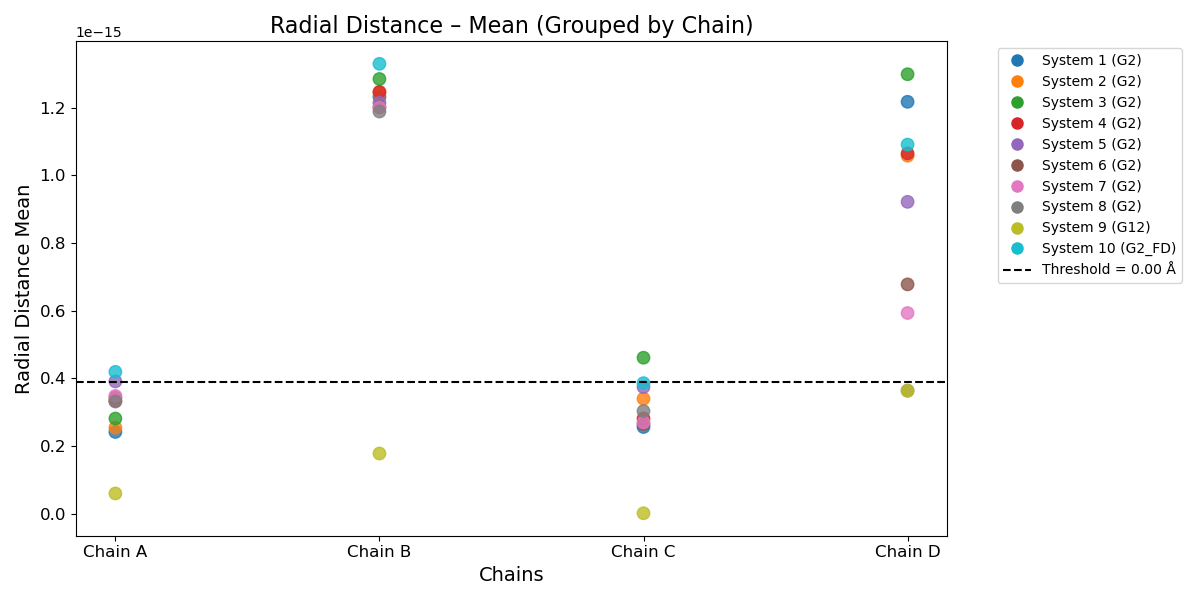 Radial Distance – Mean (Grouped by Chain)
1e−15
Radial Distance Mean
1.2
1.0
0.8
0.6
0.4
0.2
0.0
Chain A
Chain B
Chain C
Chain D
Chains
System 1 (G2)
System 2 (G2)
System 3 (G2)
System 4 (G2)
System 5 (G2)
System 6 (G2)
System 7 (G2)
System 8 (G2)
System 9 (G12)
System 10 (G2_FD)
Threshold = 0.00 Å